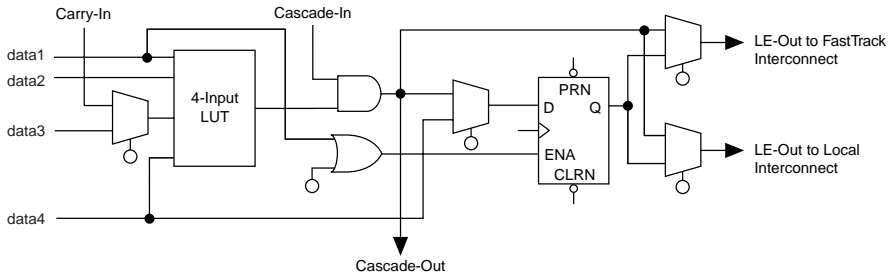 Carry-In
Cascade-In
data1
data2
data3
data4
4-Input
LUT
PRN
D
Q
ENA
CLRN
LE-Out to FastTrack
Interconnect
LE-Out to Local
Interconnect
Cascade-Out